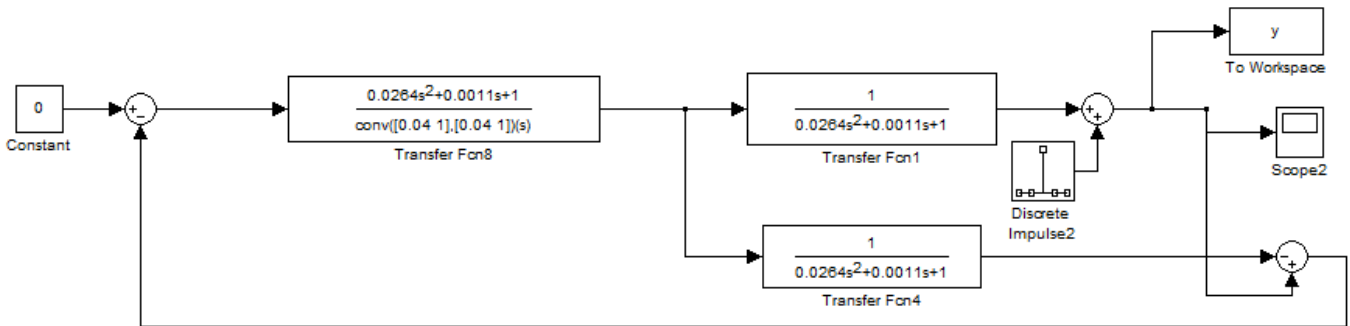 y
To Workspace
0
Constant
+
−
0.0264s2+0.0011s+1
conv([0.04 1],[0.04 1])(s)
Transfer Fcn8
1
0.0264s2+0.0011s+1
Transfer Fcn1
+
+
Scope2
Discrete
Impulse2
1
0.0264s2+0.0011s+1
Transfer Fcn4
−
+